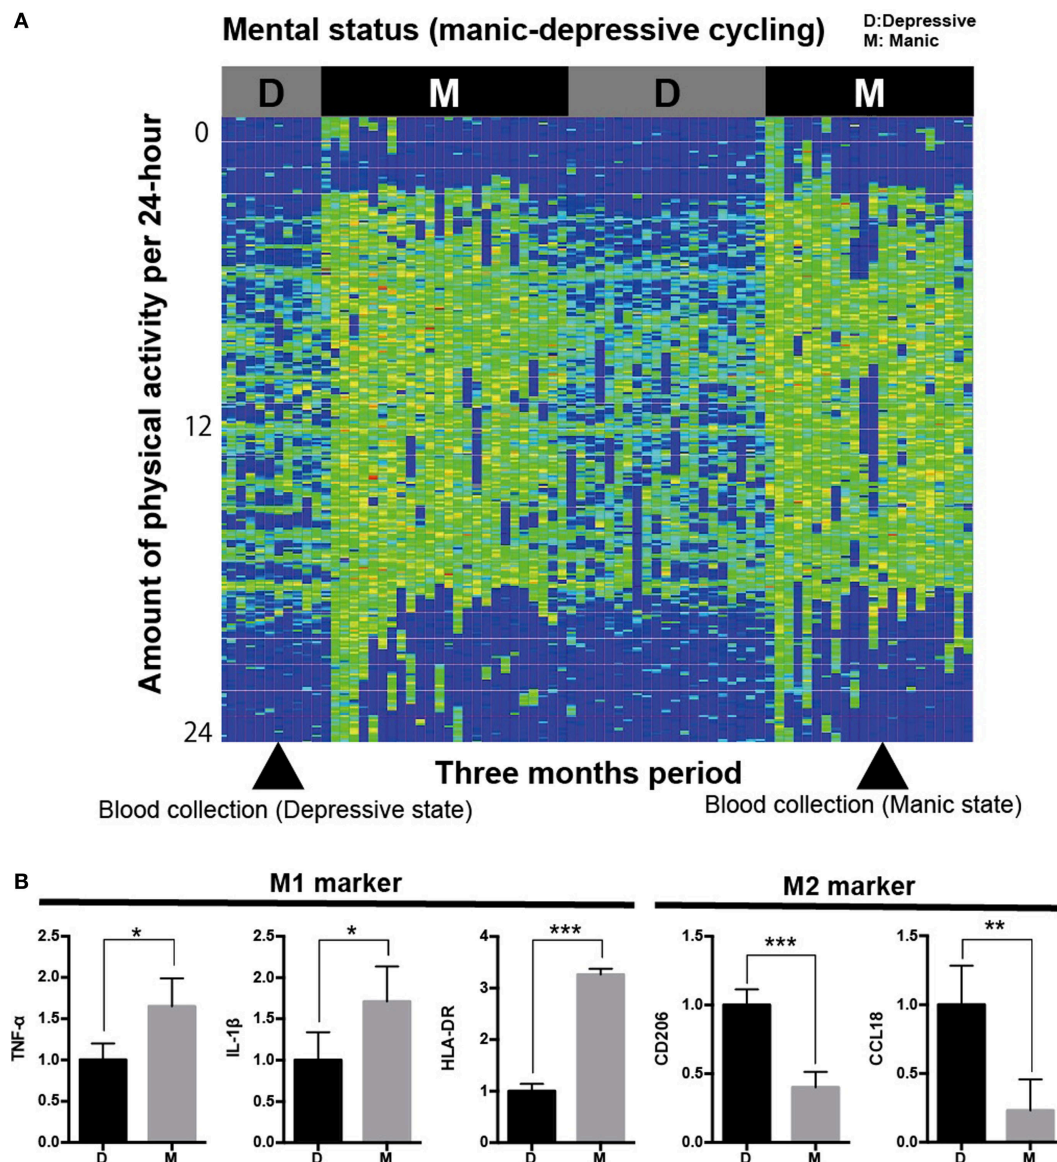 A
Mental status (manic-depressive cycling)
D:Depressive
M: Manic
D
M
D
M
Amount of physical activity per 24-hour
0
12
24
Three months period
Blood collection (Depressive state)
Blood collection (Manic state)
B
M1 marker
M2 marker
TNF-α
2.5
2.0
1.5
1.0
0.5
0.0
*
D
M
IL-1β
2.5
2.0
1.5
1.0
0.5
0.0
*
D
M
HLA-DR
4
3
2
1
0
***
D
M
CD206
1.5
1.0
0.5
0.0
***
D
M
CCL18
1.5
1.0
0.5
0.0
**
D
M